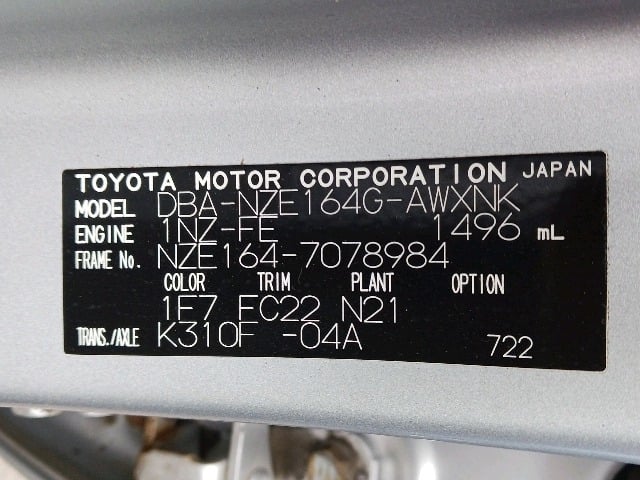 TOYOTA MOTOR CORPORATION JAPAN
MODEL DBA-NZE164G-AWXNK
ENGINE 1NZ-FE 1496 mL
FRAME No. NZE164-7078984
COLOR TRIM PLANT OPTION
1F7 FC22 N21
TRANS./AXLE K310F -04A 722